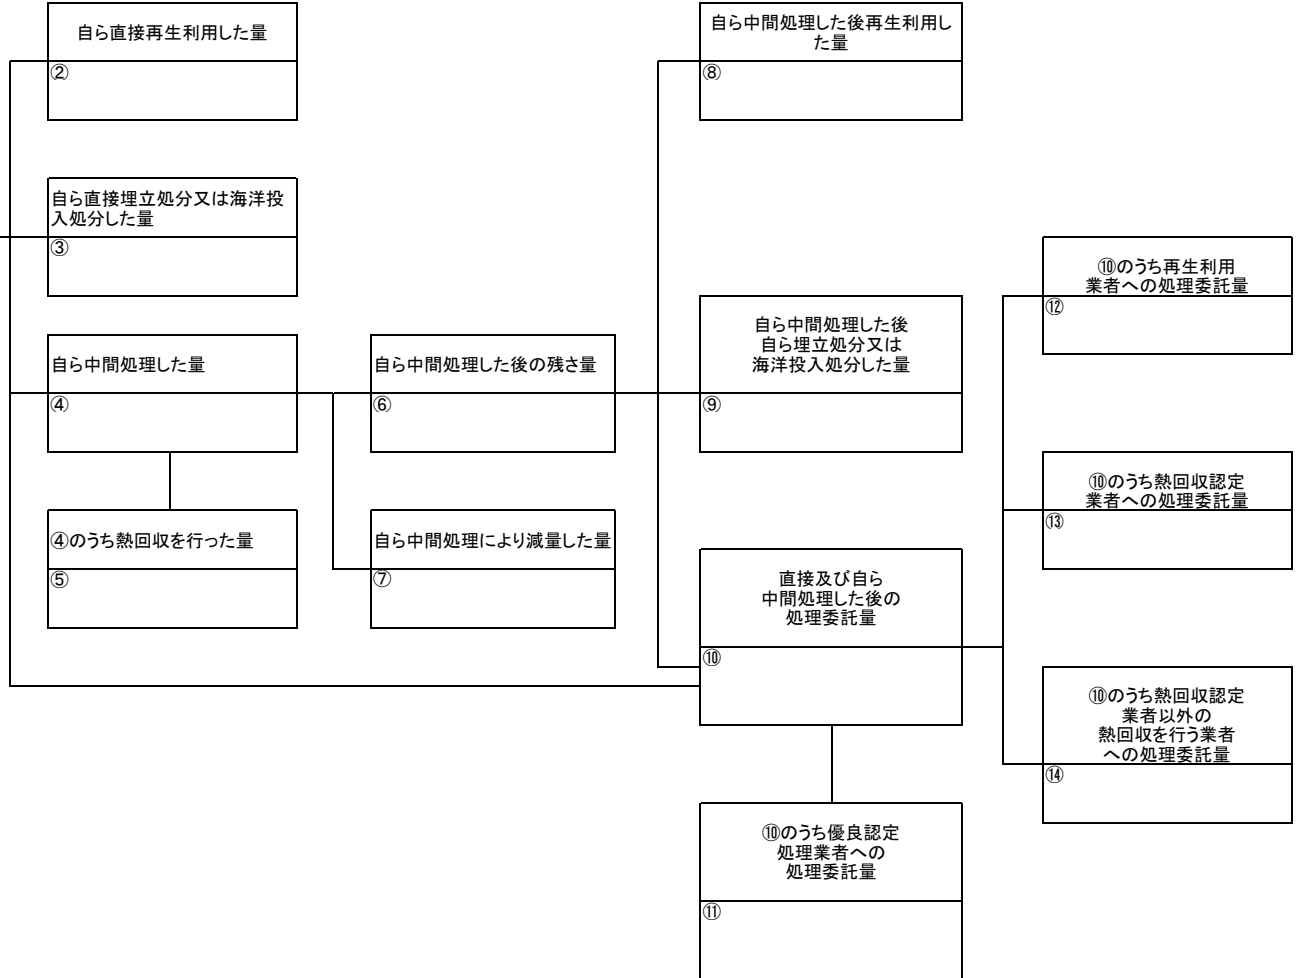 自ら直接再生利用した量
②
自ら中間処理した後再生利用し
た量
⑧
自ら直接埋立処分又は海洋投
入処分した量
③
⑩のうち再生利用
業者への処理委託量
⑫
自ら中間処理した量
④
自ら中間処理した後の残さ量
⑥
自ら中間処理した後
自ら埋立処分又は
海洋投入処分した量
⑨
⑩のうち熱回収認定
業者への処理委託量
⑬
④のうち熱回収を行った量
⑤
自ら中間処理により減量した量
⑦
直接及び自ら
中間処理した後の
処理委託量
⑩
⑩のうち熱回収認定
業者以外の
熱回収を行う業者
への処理委託量
⑭
⑩のうち優良認定
処理業者への
処理委託量
⑪